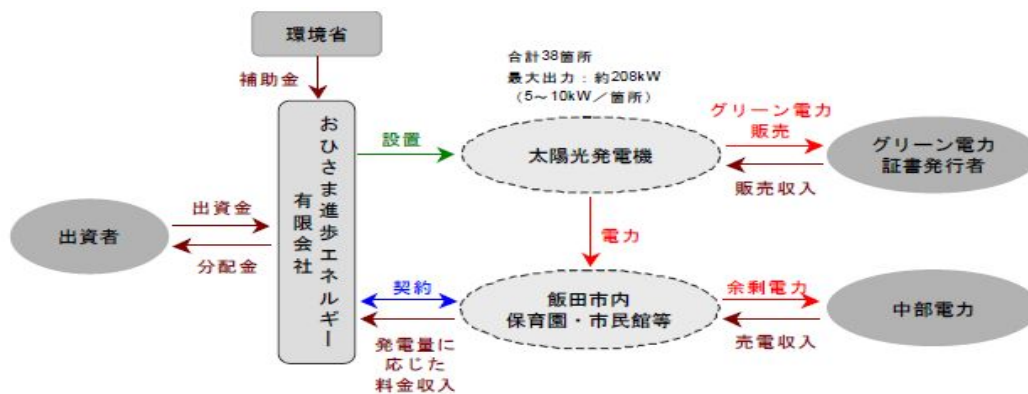 環境省
補助金
合計38箇所
最大出力：約208kW
（5～10kW／箇所）
おひさま進歩エネルギー
有限会社
設置
太陽光発電機
グリーン電力
販売
販売収入
グリーン電力
証書発行者
出資者
出資金
分配金
電力
契約
発電量に
応じた
料金収入
飯田市内
保育園・市民館等
余剰電力
売電収入
中部電力